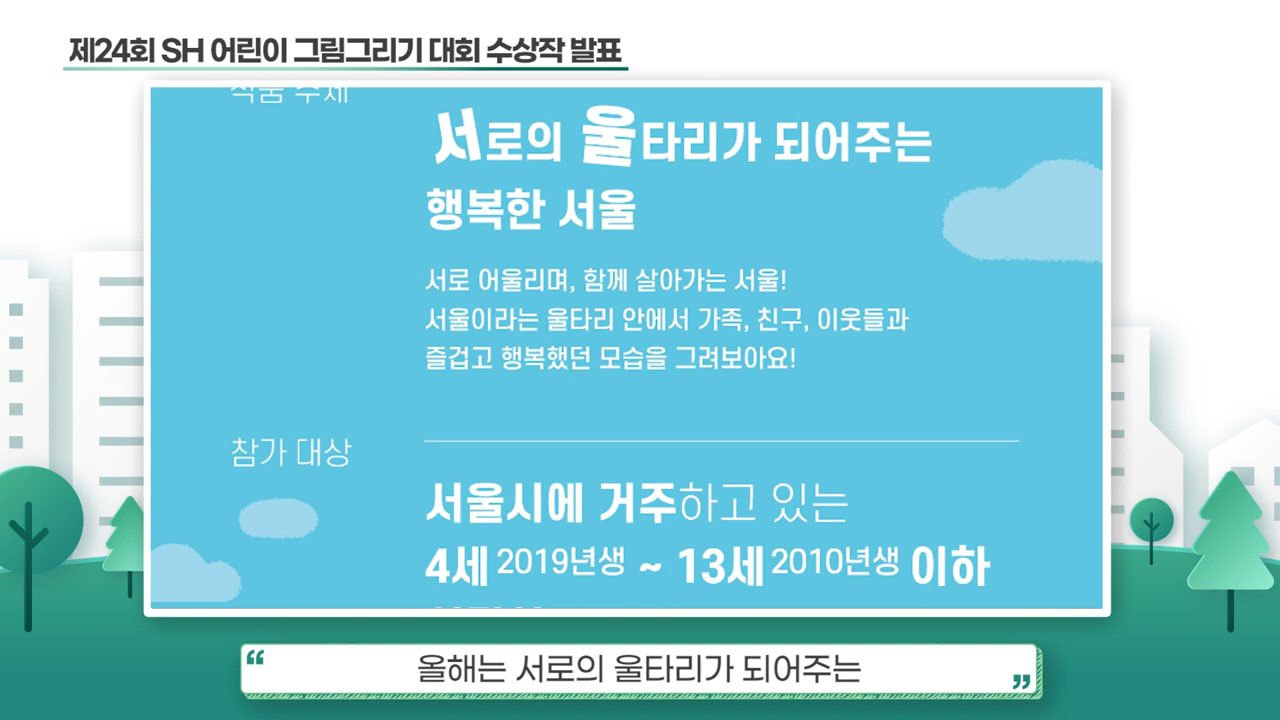 제24회 SH 어린이 그림그리기 대회 수상작 발표
서로의 울타리가 되어주는
행복한 서울
서로 어울리며, 함께 살아가는 서울!
서울이라는 울타리 안에서 가족, 친구, 이웃들과
즐겁고 행복했던 모습을 그려보아요!
참가 대상
서울시에 거주하고 있는
4세 2019년생 ~ 13세 2010년생 이하
“ 올해는 서로의 울타리가 되어주는 ”